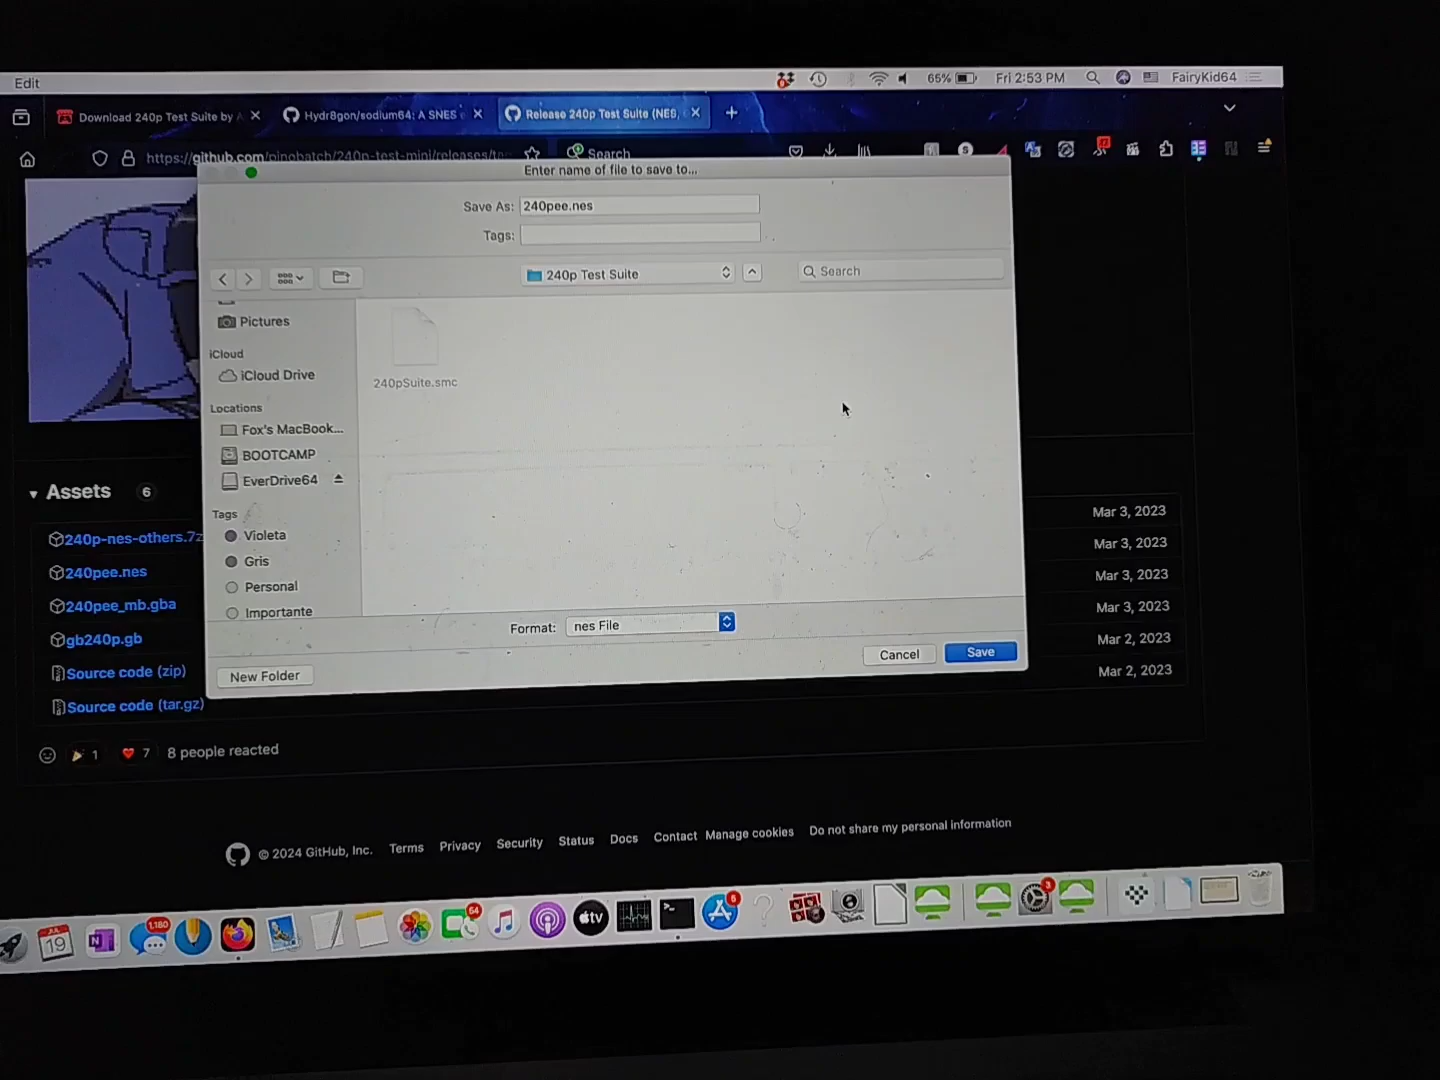 Edit
65%
Fri 2:53 PM
FairyKid64
Download 240p Test Suite by
Hydr8gon/sodium64: A SNES
Release 240p Test Suite (NES,
Search
Enter name of file to save to...
Save As: 240pee.nes
Tags:
240p Test Suite
Search
Pictures
iCloud
iCloud Drive
Locations
Fox's MacBook...
BOOTCAMP
EverDrive64
Tags
Violeta
Gris
Personal
Importante
240pSuite.smc
Format: nes File
New Folder
Cancel
Save
Assets 6
240p-nes-others.7z
Mar 3, 2023
240pee.nes
Mar 3, 2023
240pee_mb.gba
Mar 3, 2023
gb240p.gb
Mar 3, 2023
Source code (zip)
Mar 2, 2023
Source code (tar.gz)
Mar 2, 2023
1 7 8 people reacted
© 2024 GitHub, Inc. Terms Privacy Security Status Docs Contact Manage cookies Do not share my personal information
JUL
19
N
1,180
64
tv
5
3